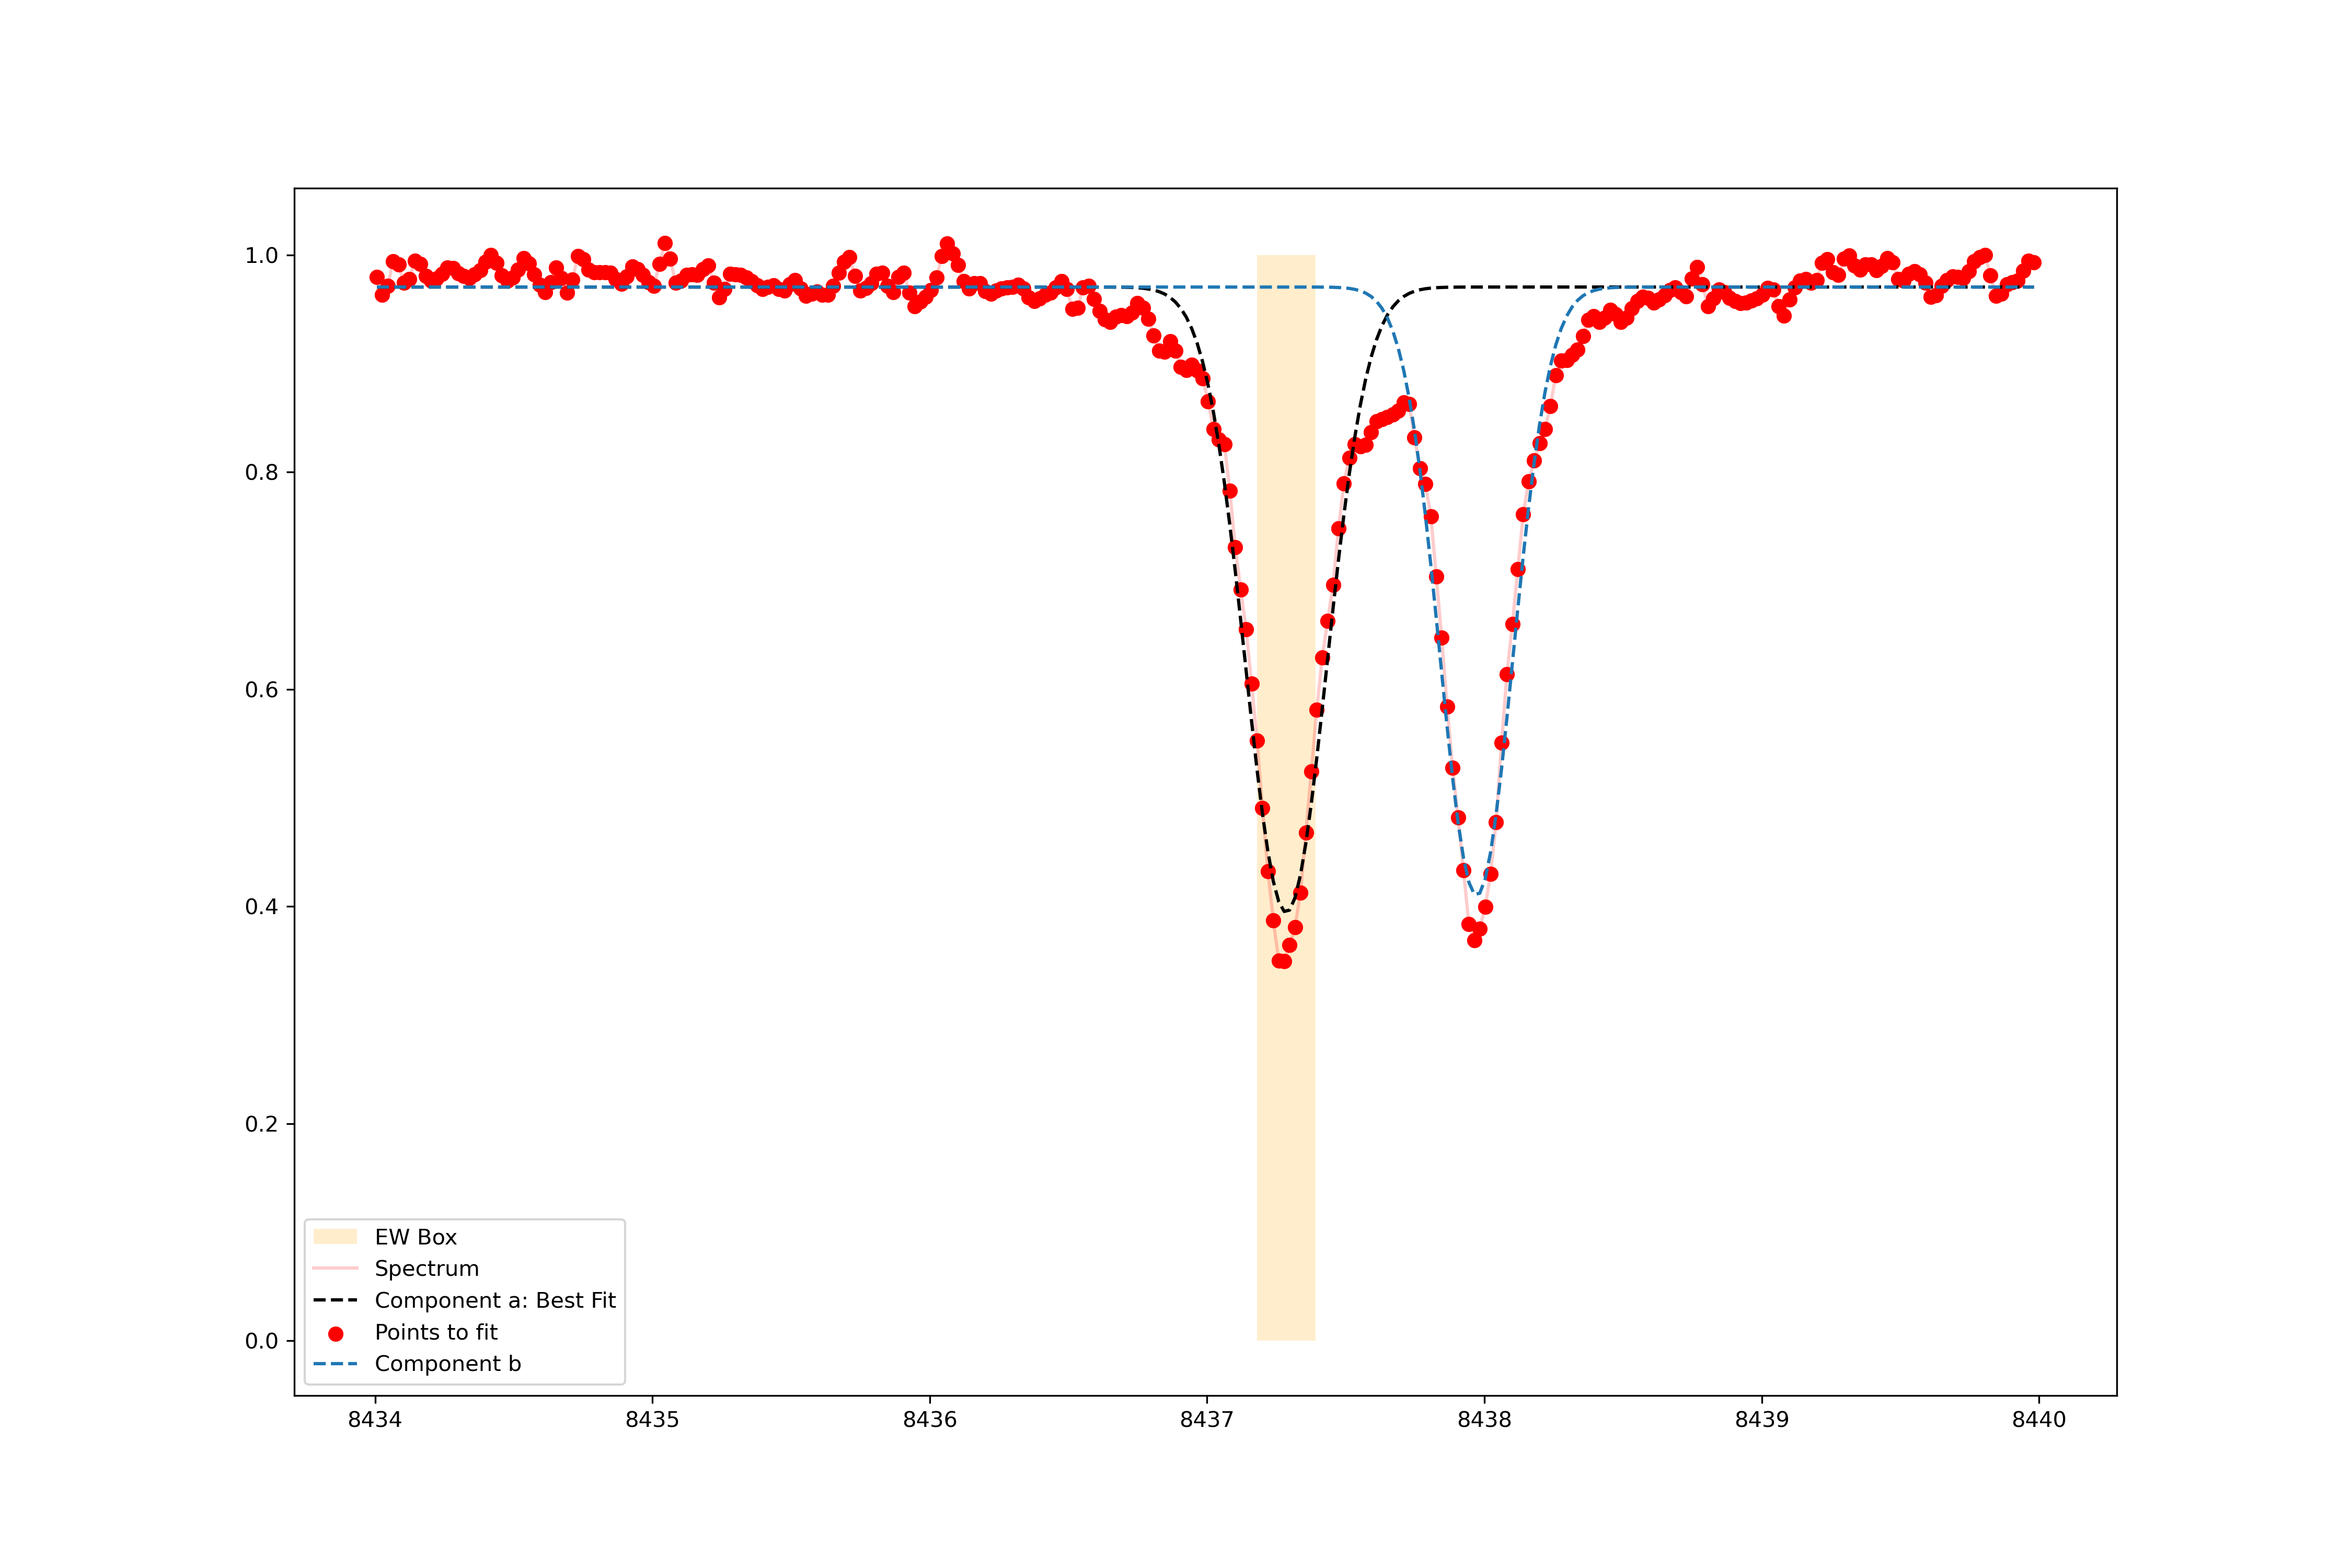 1.0
0.8
0.6
0.4
0.2
0.0
EW Box
Spectrum
Component a: Best Fit
Points to fit
Component b
8434 8435 8436 8437 8438 8439 8440